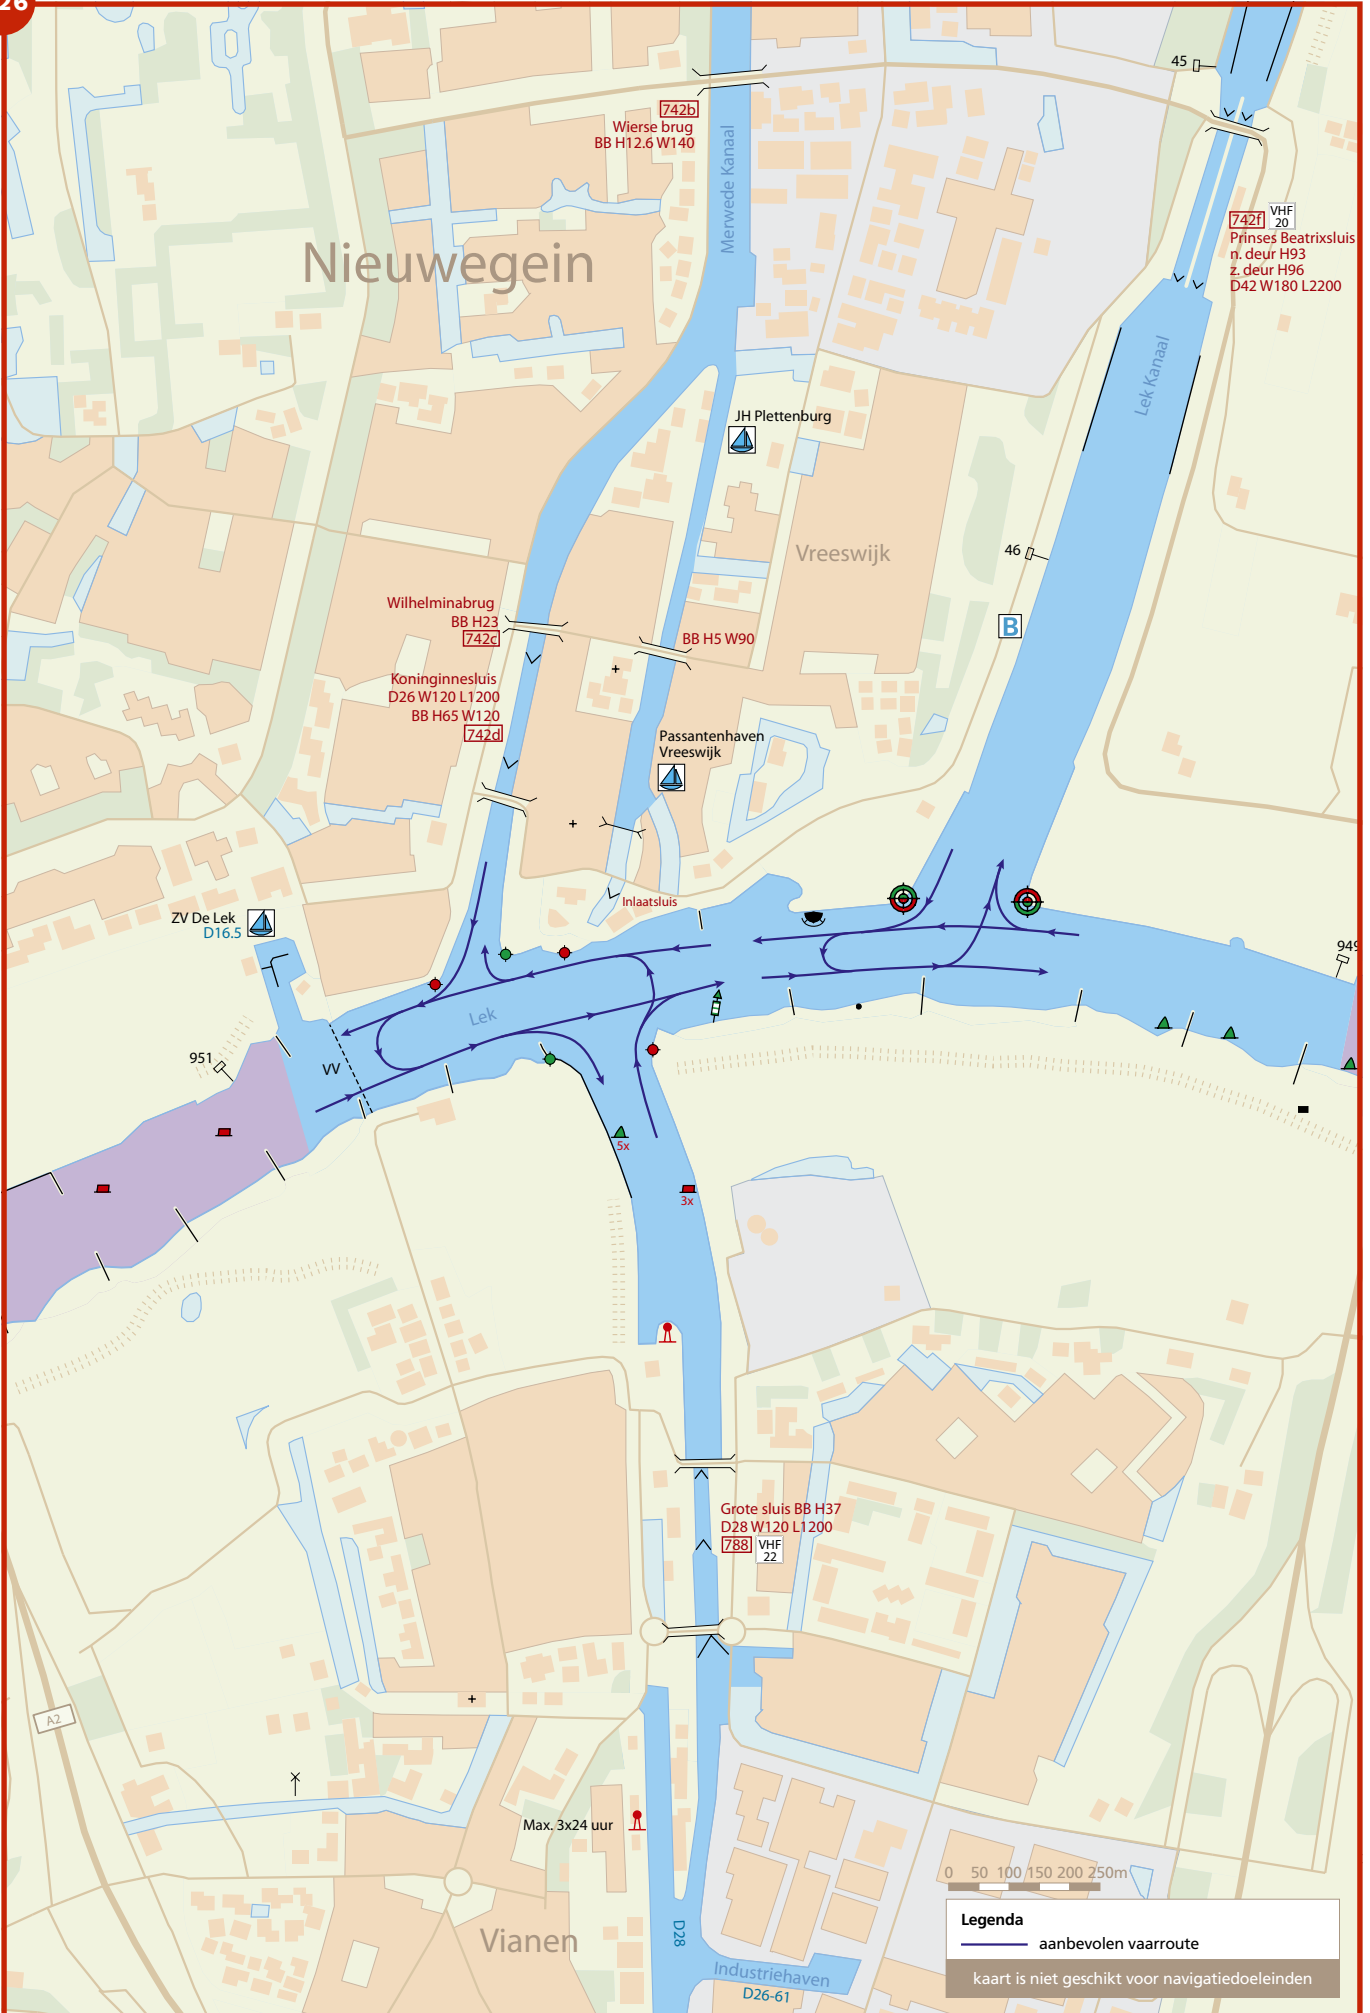 26
45
742b
Wierse brug
BB H12.6 W140
Merwede Kanaal
742f
VHF
20
Prinses Beatrixsluis
n. deur H93
z. deur H96
D42 W180 L2200
Nieuwegein
Lek Kanaal
JH Plettenburg
Vreeswijk
46
B
Wilhelminabrug
BB H23
742c
BB H5 W90
Koninginnesluis
D26 W120 L1200
BB H65 W120
742d
Passantenhaven
Vreeswijk
Inlaatsluis
ZV De Lek
D16.5
949
Lek
951
VV
5x
3x
Grote sluis BB H37
D28 W120 L1200
788
VHF
22
A2
Max. 3x24 uur
Vianen
D28
Industriehaven
D26-61
0 50 100 150 200 250m
Legenda
aanbevolen vaarroute
kaart is niet geschikt voor navigatiedoeleinden